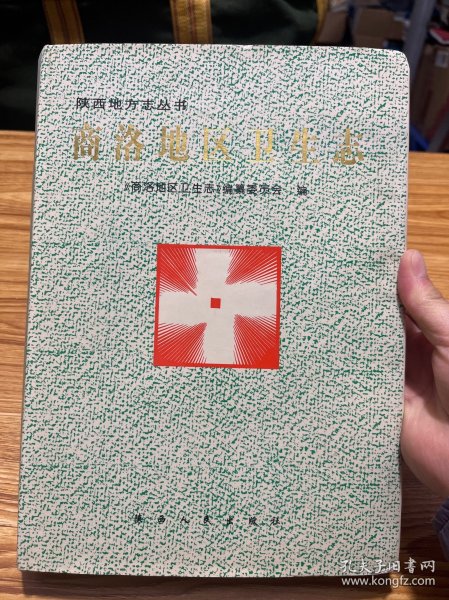 陕西地方志丛书
商洛地区卫生志
《商洛地区卫生志》编纂委员会 编
陕西人民出版社
孔夫子旧书网
www.kongfz.com